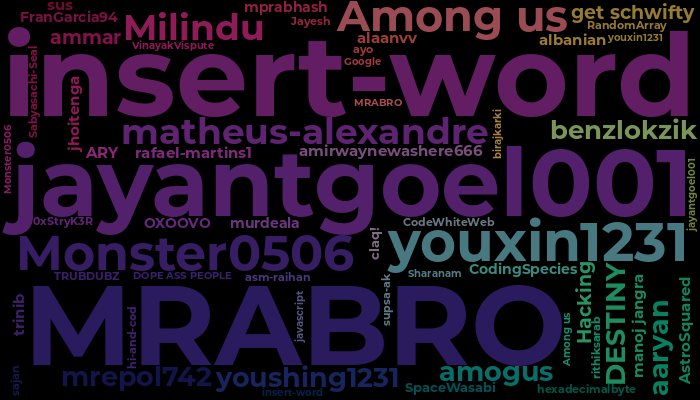 sus
mprabhash
FranGarcia94
Milindu
Jayesh
Among us
get schwifty
RandomArray
ammar
VinayakVispute
alaanvv
albanian
youxin1231
ayo
Google
insert-word
Sabyasachi-Seal
jhoitenga
MRABRO
Monster0506
matheus-alexandre
birajkarki
benzlokzik
ARY
rafael-martins1
amirwaynewashere666
jayantgoel001
jayantgoel001
0xStryK3R
OXOOVO
murdeala
CodeWhiteWeb
claq!
youxin1231
Monster0506
TRUBDUBZ
DOPE ASS PEOPLE
asm-raihan
Sharanam
CodingSpecies
supsa-ak
Hacking
DESTINY
manoj jangra
AstroSquared
trinib
MRABRO
hi-and-cod
javascript
Among us
rithiksarab
aaryan
sajan
mrepol742
youshing1231
amogus
insert-word
SpaceWasabi
hexadecimalbyte